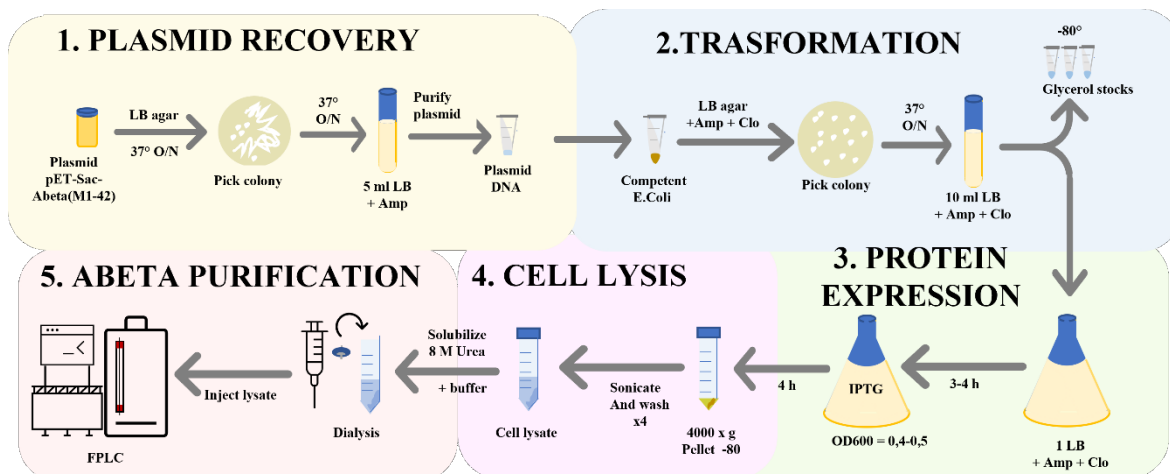 1. PLASMID RECOVERY
LB agar
37° O/N
Plasmid
pET-Sac-
Abeta(M1-42)
Pick colony
37°
O/N
5 ml LB
+ Amp
Purify
plasmid
Plasmid
DNA
2.TRASFORMATION
Competent
E.Coli
LB agar
+Amp + Clo
Pick colony
37°
O/N
10 ml LB
+ Amp + Clo
-80°
Glycerol stocks
3. PROTEIN
EXPRESSION
1 LB
+ Amp + Clo
3-4 h
IPTG
OD600 = 0,4-0,5
4 h
4. CELL LYSIS
4000 x g
Pellet -80
Sonicate
And wash
x4
Cell lysate
Solubilize
8 M Urea
+ buffer
5. ABETA PURIFICATION
Dialysis
Inject lysate
FPLC